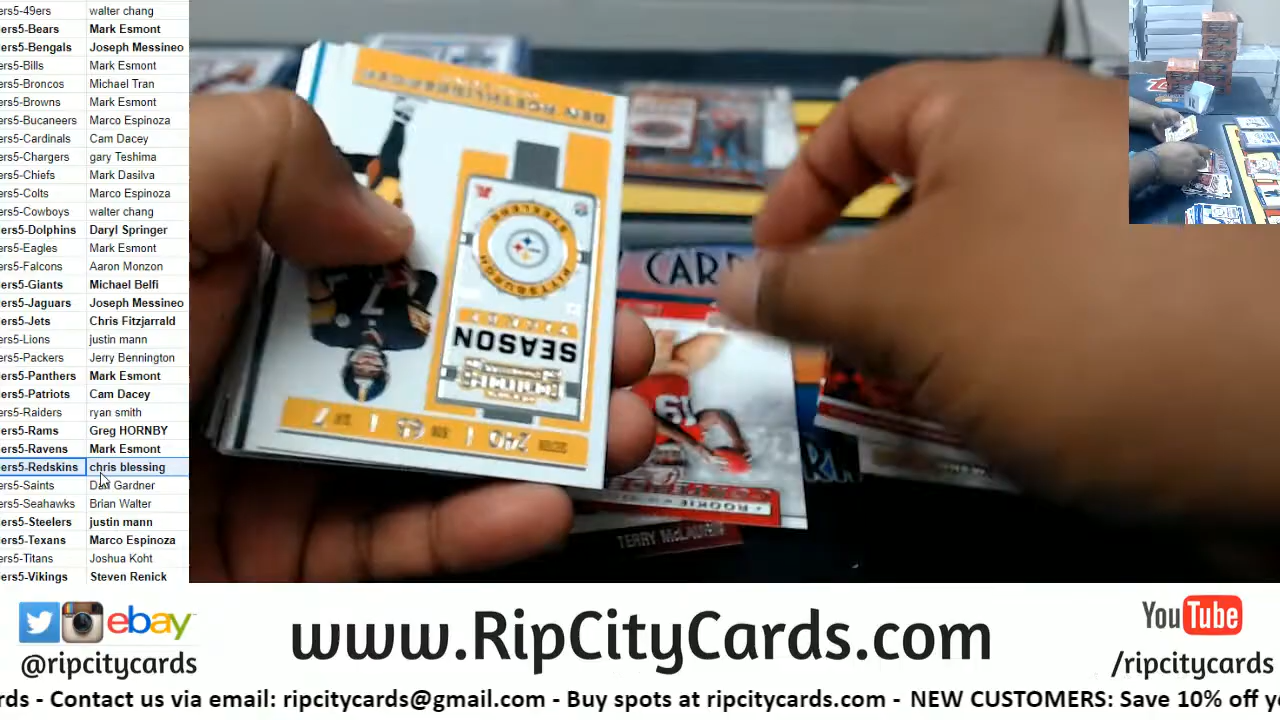 ers5-49ers walter chang
ers5-Bears Mark Esmont
ers5-Bengals Joseph Messineo
ers5-Bills Mark Esmont
ers5-Broncos Michael Tran
ers5-Browns Mark Esmont
ers5-Bucaneers Marco Espinoza
ers5-Cardinals Cam Dacey
ers5-Chargers gary Teshima
ers5-Chiefs Mark Dasilva
ers5-Colts Marco Espinoza
ers5-Cowboys walter chang
ers5-Dolphins Daryl Springer
ers5-Eagles Mark Esmont
ers5-Falcons Aaron Monzon
ers5-Giants Michael Belfi
ers5-Jaguars Joseph Messineo
ers5-Jets Chris Fitzjarrald
ers5-Lions justin mann
ers5-Packers Jerry Bennington
ers5-Panthers Mark Esmont
ers5-Patriots Cam Dacey
ers5-Raiders ryan smith
ers5-Rams Greg HORNBY
ers5-Ravens Mark Esmont
ers5-Redskins chris blessing
ers5-Saints Gardner
ers5-Seahawks Brian Walter
ers5-Steelers justin mann
ers5-Texans Marco Espinoza
ers5-Titans Joshua Koht
ers5-Vikings Steven Renick
BEN ROETHLISBERGER
PITTSBURGH STEELERS
SEASON
TICKET
240
7
CARD
ROOKIE
TERRY McLAURIN
ebay
@ripcitycards
www.RipCityCards.com
YouTube
/ripcitycards
rds - Contact us via email: ripcitycards@gmail.com - Buy spots at ripcitycards.com - NEW CUSTOMERS: Save 10% off y